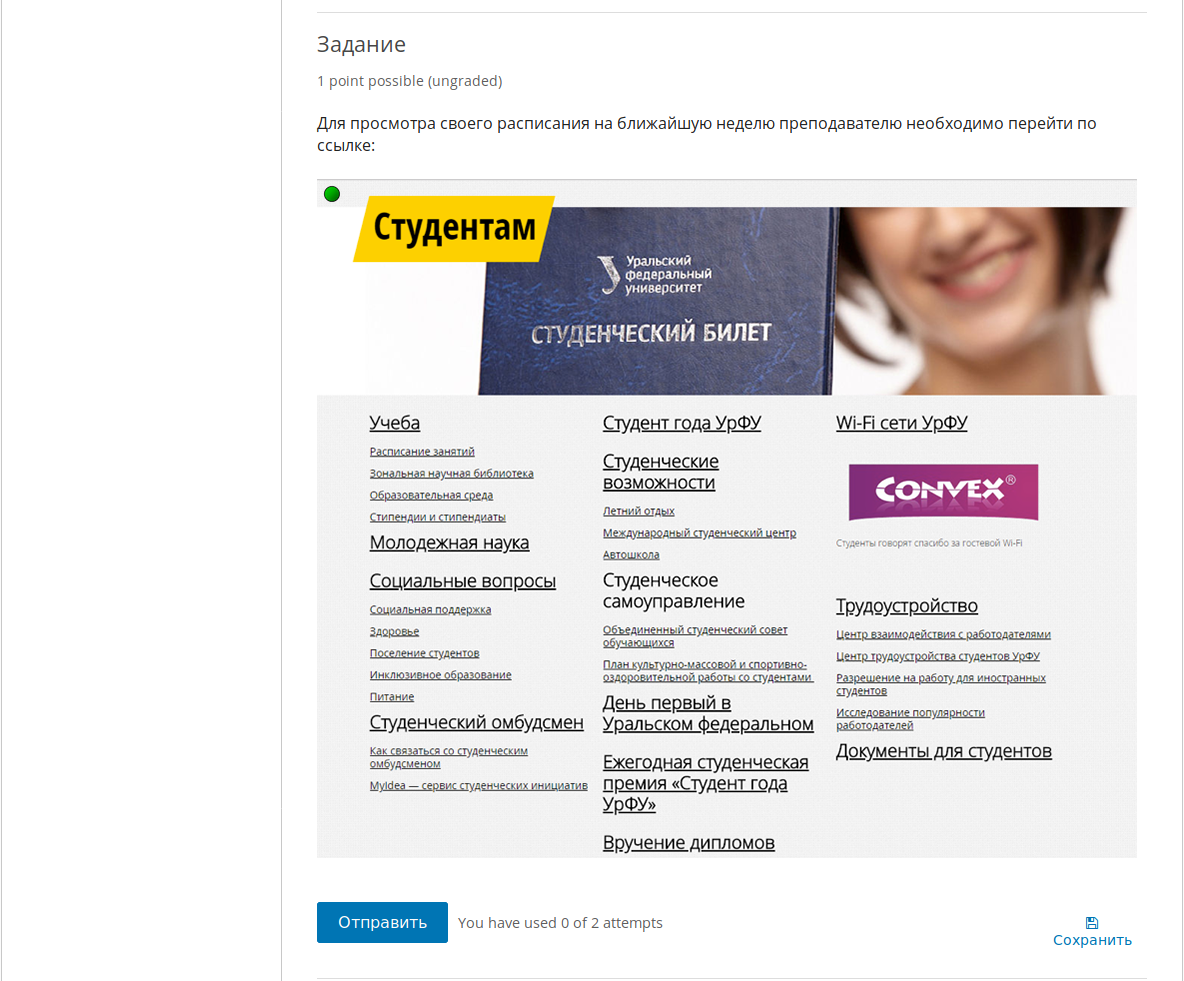 Задание
1 point possible (ungraded)
Для просмотра своего расписания на ближайшую неделю преподавателю необходимо перейти по
ссылке:
Студентам
Уральский
федеральный
университет
СТУДЕНЧЕСКИЙ БИЛЕТ
Учеба
Расписание занятий
Зональная научная библиотека
Образовательная среда
Стипендии и стипендиаты
Молодежная наука
Социальные вопросы
Социальная поддержка
Здоровье
Поселение студентов
Инклюзивное образование
Питание
Студенческий омбудсмен
Как связаться со студенческим
омбудсменом
MyIdea — сервис студенческих инициатив
Студент года УрФУ
Студенческие
возможности
Летний отдых
Международный студенческий центр
Автошкола
Студенческое
самоуправление
Объединенный студенческий совет
обучающихся
План культурно-массовой и спортивно-
оздоровительной работы со студентами
День первый в
Уральском федеральном
Ежегодная студенческая
премия «Студент года
УрФУ»
Вручение дипломов
Wi-Fi сети УрФУ
CONVEX®
Студенты говорят спасибо за гостевой Wi-Fi
Трудоустройство
Центр взаимодействия с работодателями
Центр трудоустройства студентов УрФУ
Разрешение на работу для иностранных
студентов
Исследование популярности
работодателей
Документы для студентов
Отправить
You have used 0 of 2 attempts
Сохранить